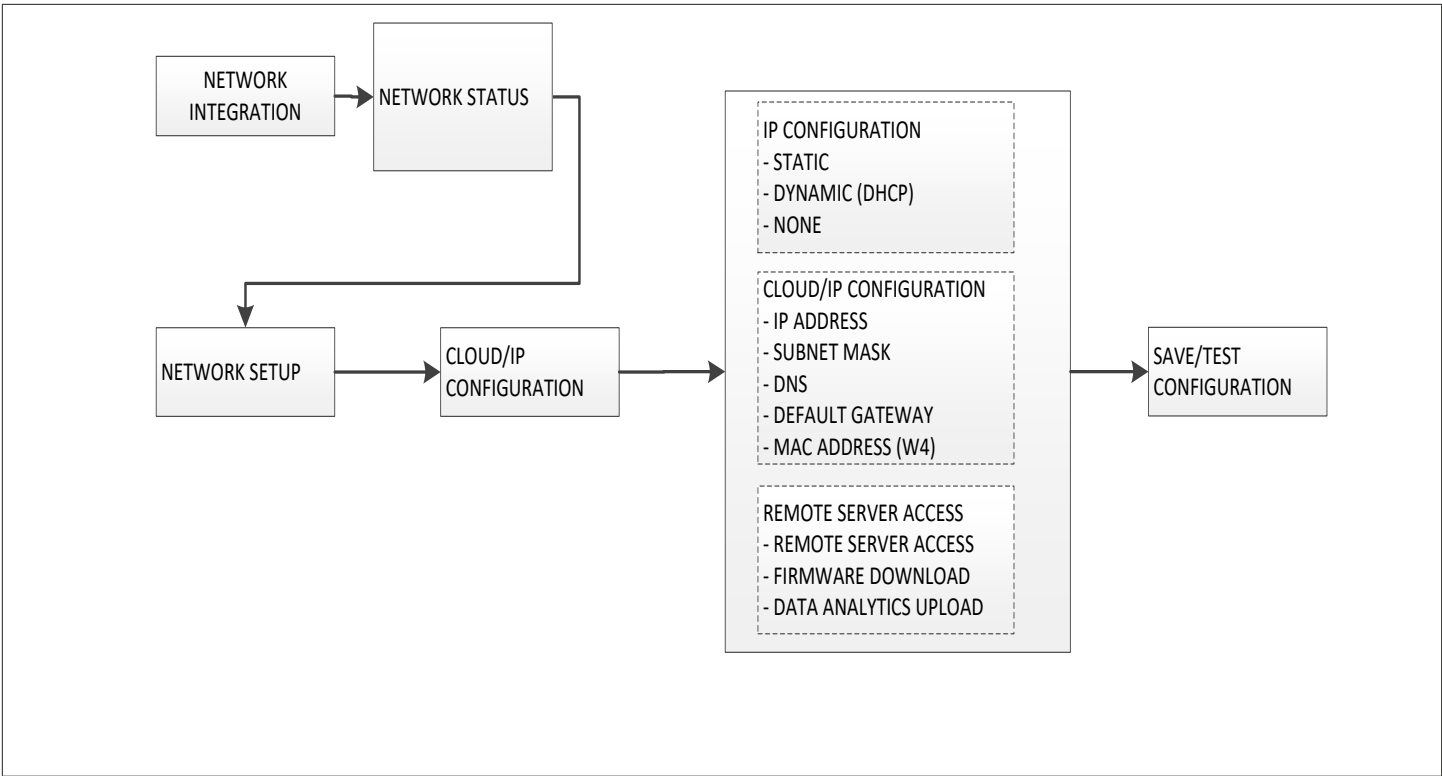 NETWORK
INTEGRATION
NETWORK STATUS
NETWORK SETUP
CLOUD/IP
CONFIGURATION
IP CONFIGURATION
- STATIC
- DYNAMIC (DHCP)
- NONE
CLOUD/IP CONFIGURATION
- IP ADDRESS
- SUBNET MASK
- DNS
- DEFAULT GATEWAY
- MAC ADDRESS (W4)
REMOTE SERVER ACCESS
- REMOTE SERVER ACCESS
- FIRMWARE DOWNLOAD
- DATA ANALYTICS UPLOAD
SAVE/TEST
CONFIGURATION